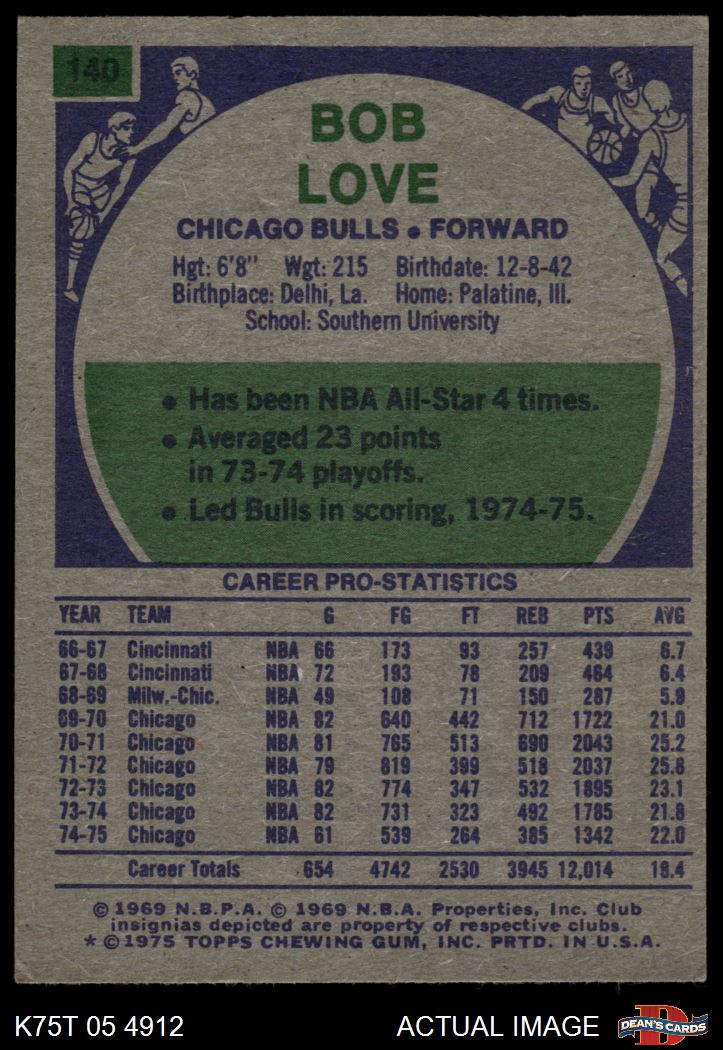 140
BOB
LOVE
CHICAGO BULLS • FORWARD
Hgt: 6'8" Wgt: 215 Birthdate: 12-8-42
Birthplace: Delhi, La. Home: Palatine, Ill.
School: Southern University
• Has been NBA All-Star 4 times.
• Averaged 23 points
in 73-74 playoffs.
• Led Bulls in scoring, 1974-75.
CAREER PRO-STATISTICS
YEAR TEAM G FG FT REB PTS AVG
66-67 Cincinnati NBA 66 173 93 257 439 6.7
67-68 Cincinnati NBA 72 193 78 209 464 6.4
68-69 Milw.-Chic. NBA 49 108 71 150 287 5.9
69-70 Chicago NBA 82 640 442 712 1722 21.0
70-71 Chicago NBA 81 765 513 690 2043 25.2
71-72 Chicago NBA 79 819 399 518 2037 25.8
72-73 Chicago NBA 82 774 347 532 1895 23.1
73-74 Chicago NBA 82 731 323 492 1785 21.8
74-75 Chicago NBA 61 539 264 385 1342 22.0
Career Totals 654 4742 2530 3945 12,014 18.4
© 1969 N.B.P.A. © 1969 N.B.A. Properties, Inc. Club
insignias depicted are property of respective clubs.
* © 1975 TOPPS CHEWING GUM, INC. PRTD. IN U.S.A.
K75T 05 4912 ACTUAL IMAGE DEAN'S CARDS